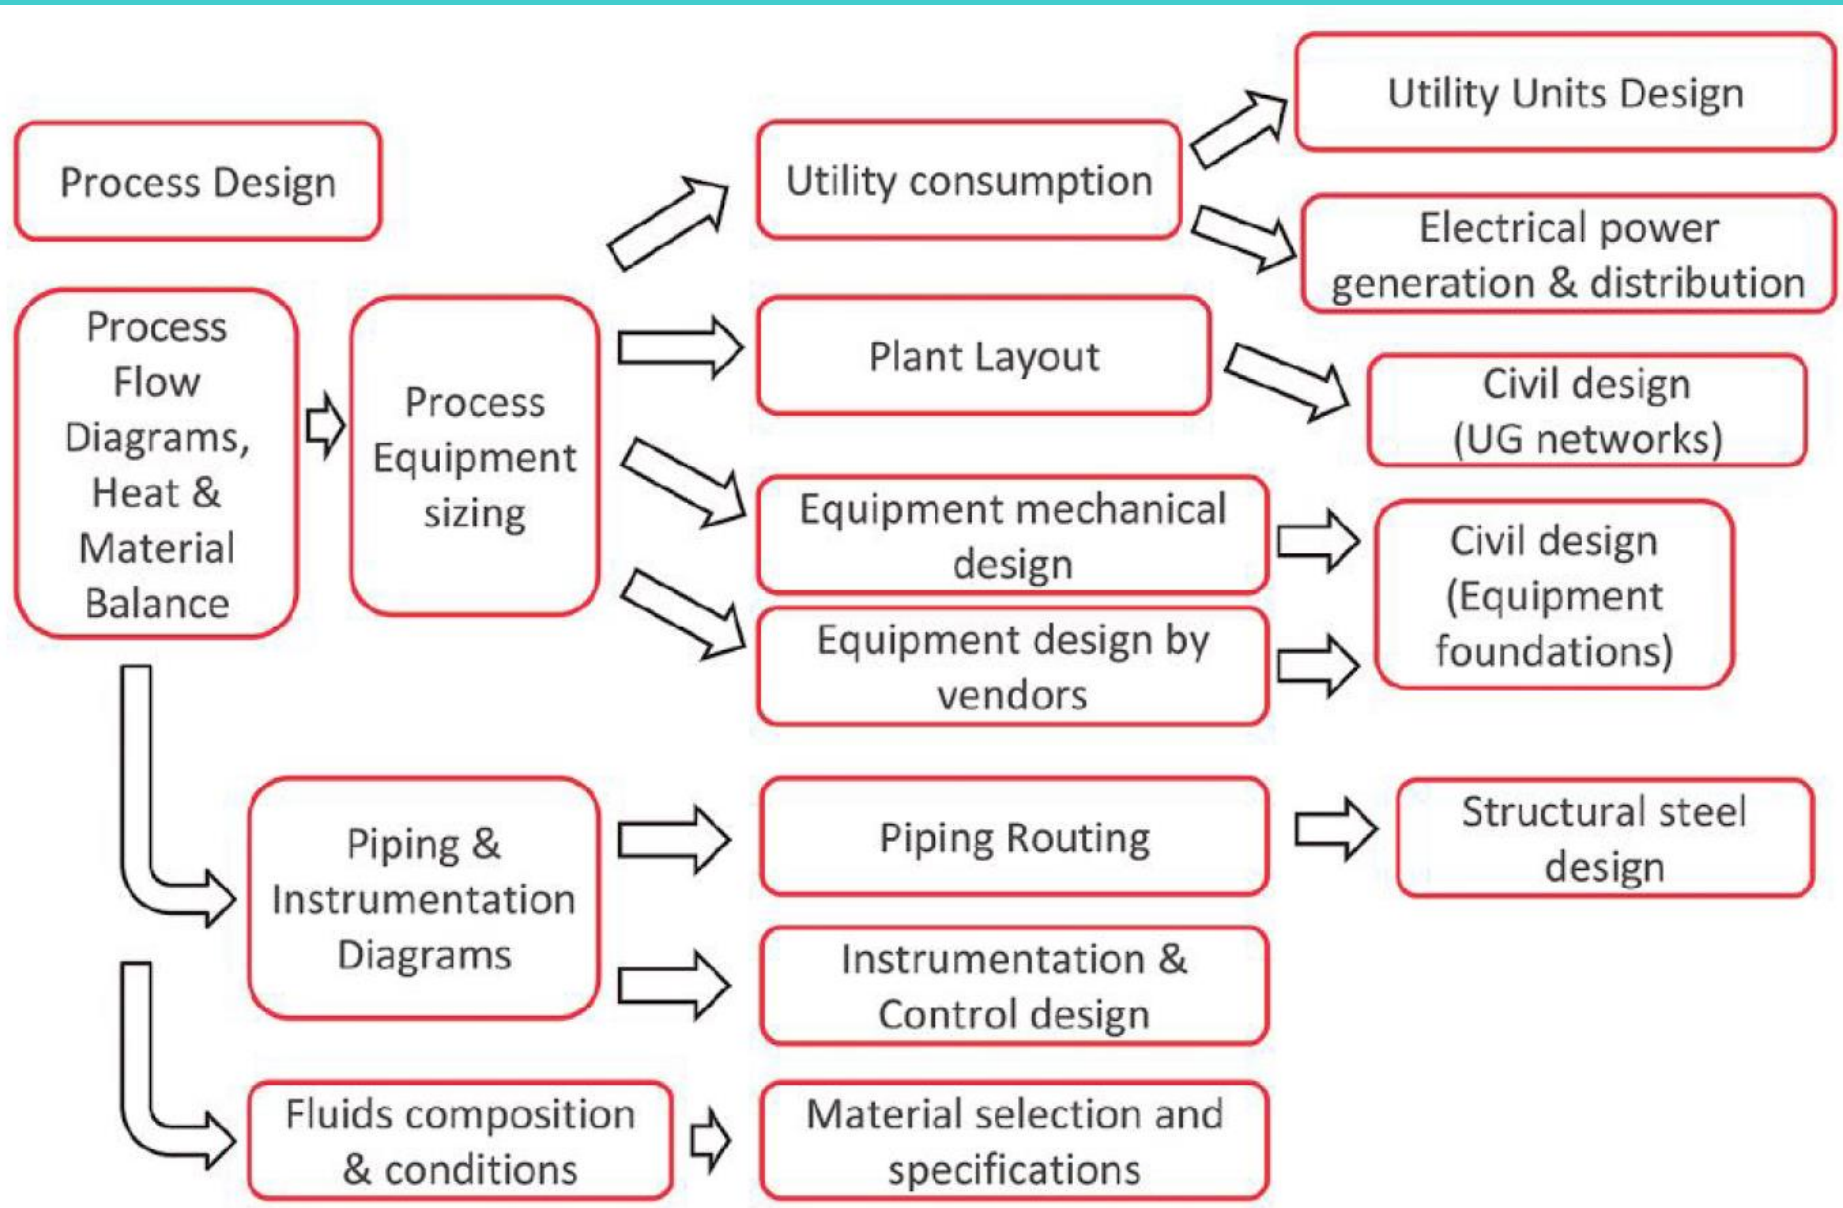 Process Design
Process
Flow
Diagrams,
Heat &
Material
Balance
Process
Equipment
sizing
Utility consumption
Utility Units Design
Electrical power
generation & distribution
Plant Layout
Civil design
(UG networks)
Equipment mechanical
design
Equipment design by
vendors
Civil design
(Equipment
foundations)
Piping &
Instrumentation
Diagrams
Piping Routing
Structural steel
design
Instrumentation &
Control design
Fluids composition
& conditions
Material selection and
specifications